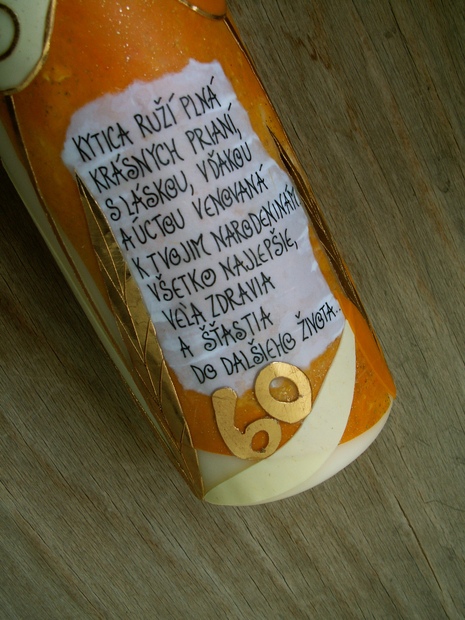 KYTICA RUŽÍ PLNÁ
KRÁSNYCH PRIANÍ,
S LÁSKOU, VĎAKOU
A ÚCTOU VENOVANÁ
K TVOJIM NARODENINÁM
VŠETKO NAJLEPŠIE,
VEĽA ZDRAVIA
A ŠŤASTIA
DO ĎALŠIEHO ŽIVOTA...
60